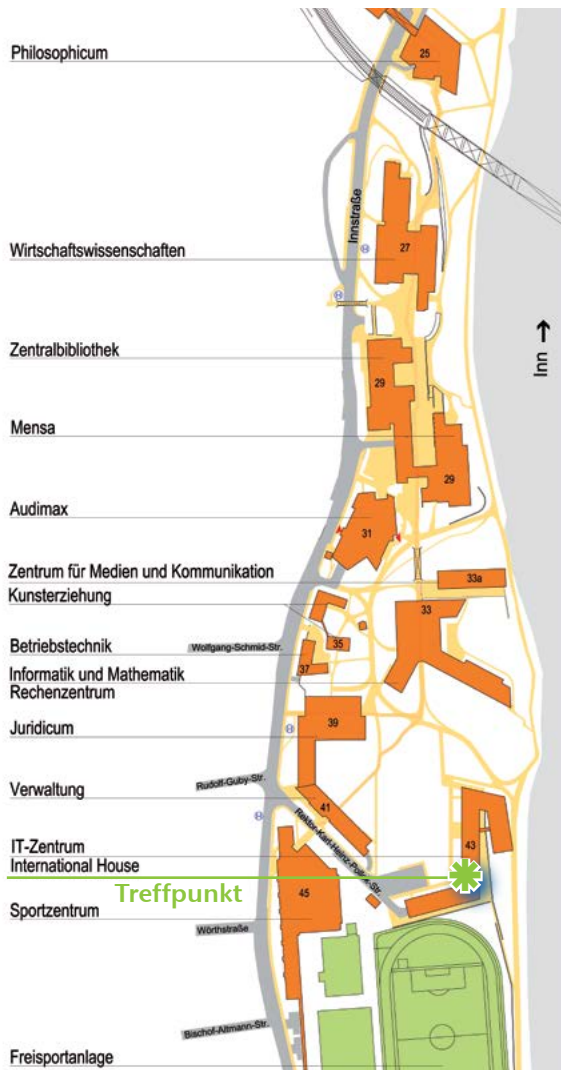 Philosophicum
25
Innstraße
Wirtschaftswissenschaften
27
H
H
Inn →
Zentralbibliothek
29
Mensa
29
Audimax
31
Zentrum für Medien und Kommunikation
33a
Kunsterziehung
33
Betriebstechnik
Wolfgang-Schmid-Str.
35
Informatik und Mathematik
37
Rechenzentrum
Juridicum
H
39
Rudolf-Guby-Str.
Verwaltung
41
H
Rektor-Karl-Heinz-Pollok-Str.
IT-Zentrum
43
International House
Treffpunkt
45
Sportzentrum
Wörthstraße
Bischof-Altmann-Str.
Freisportanlage